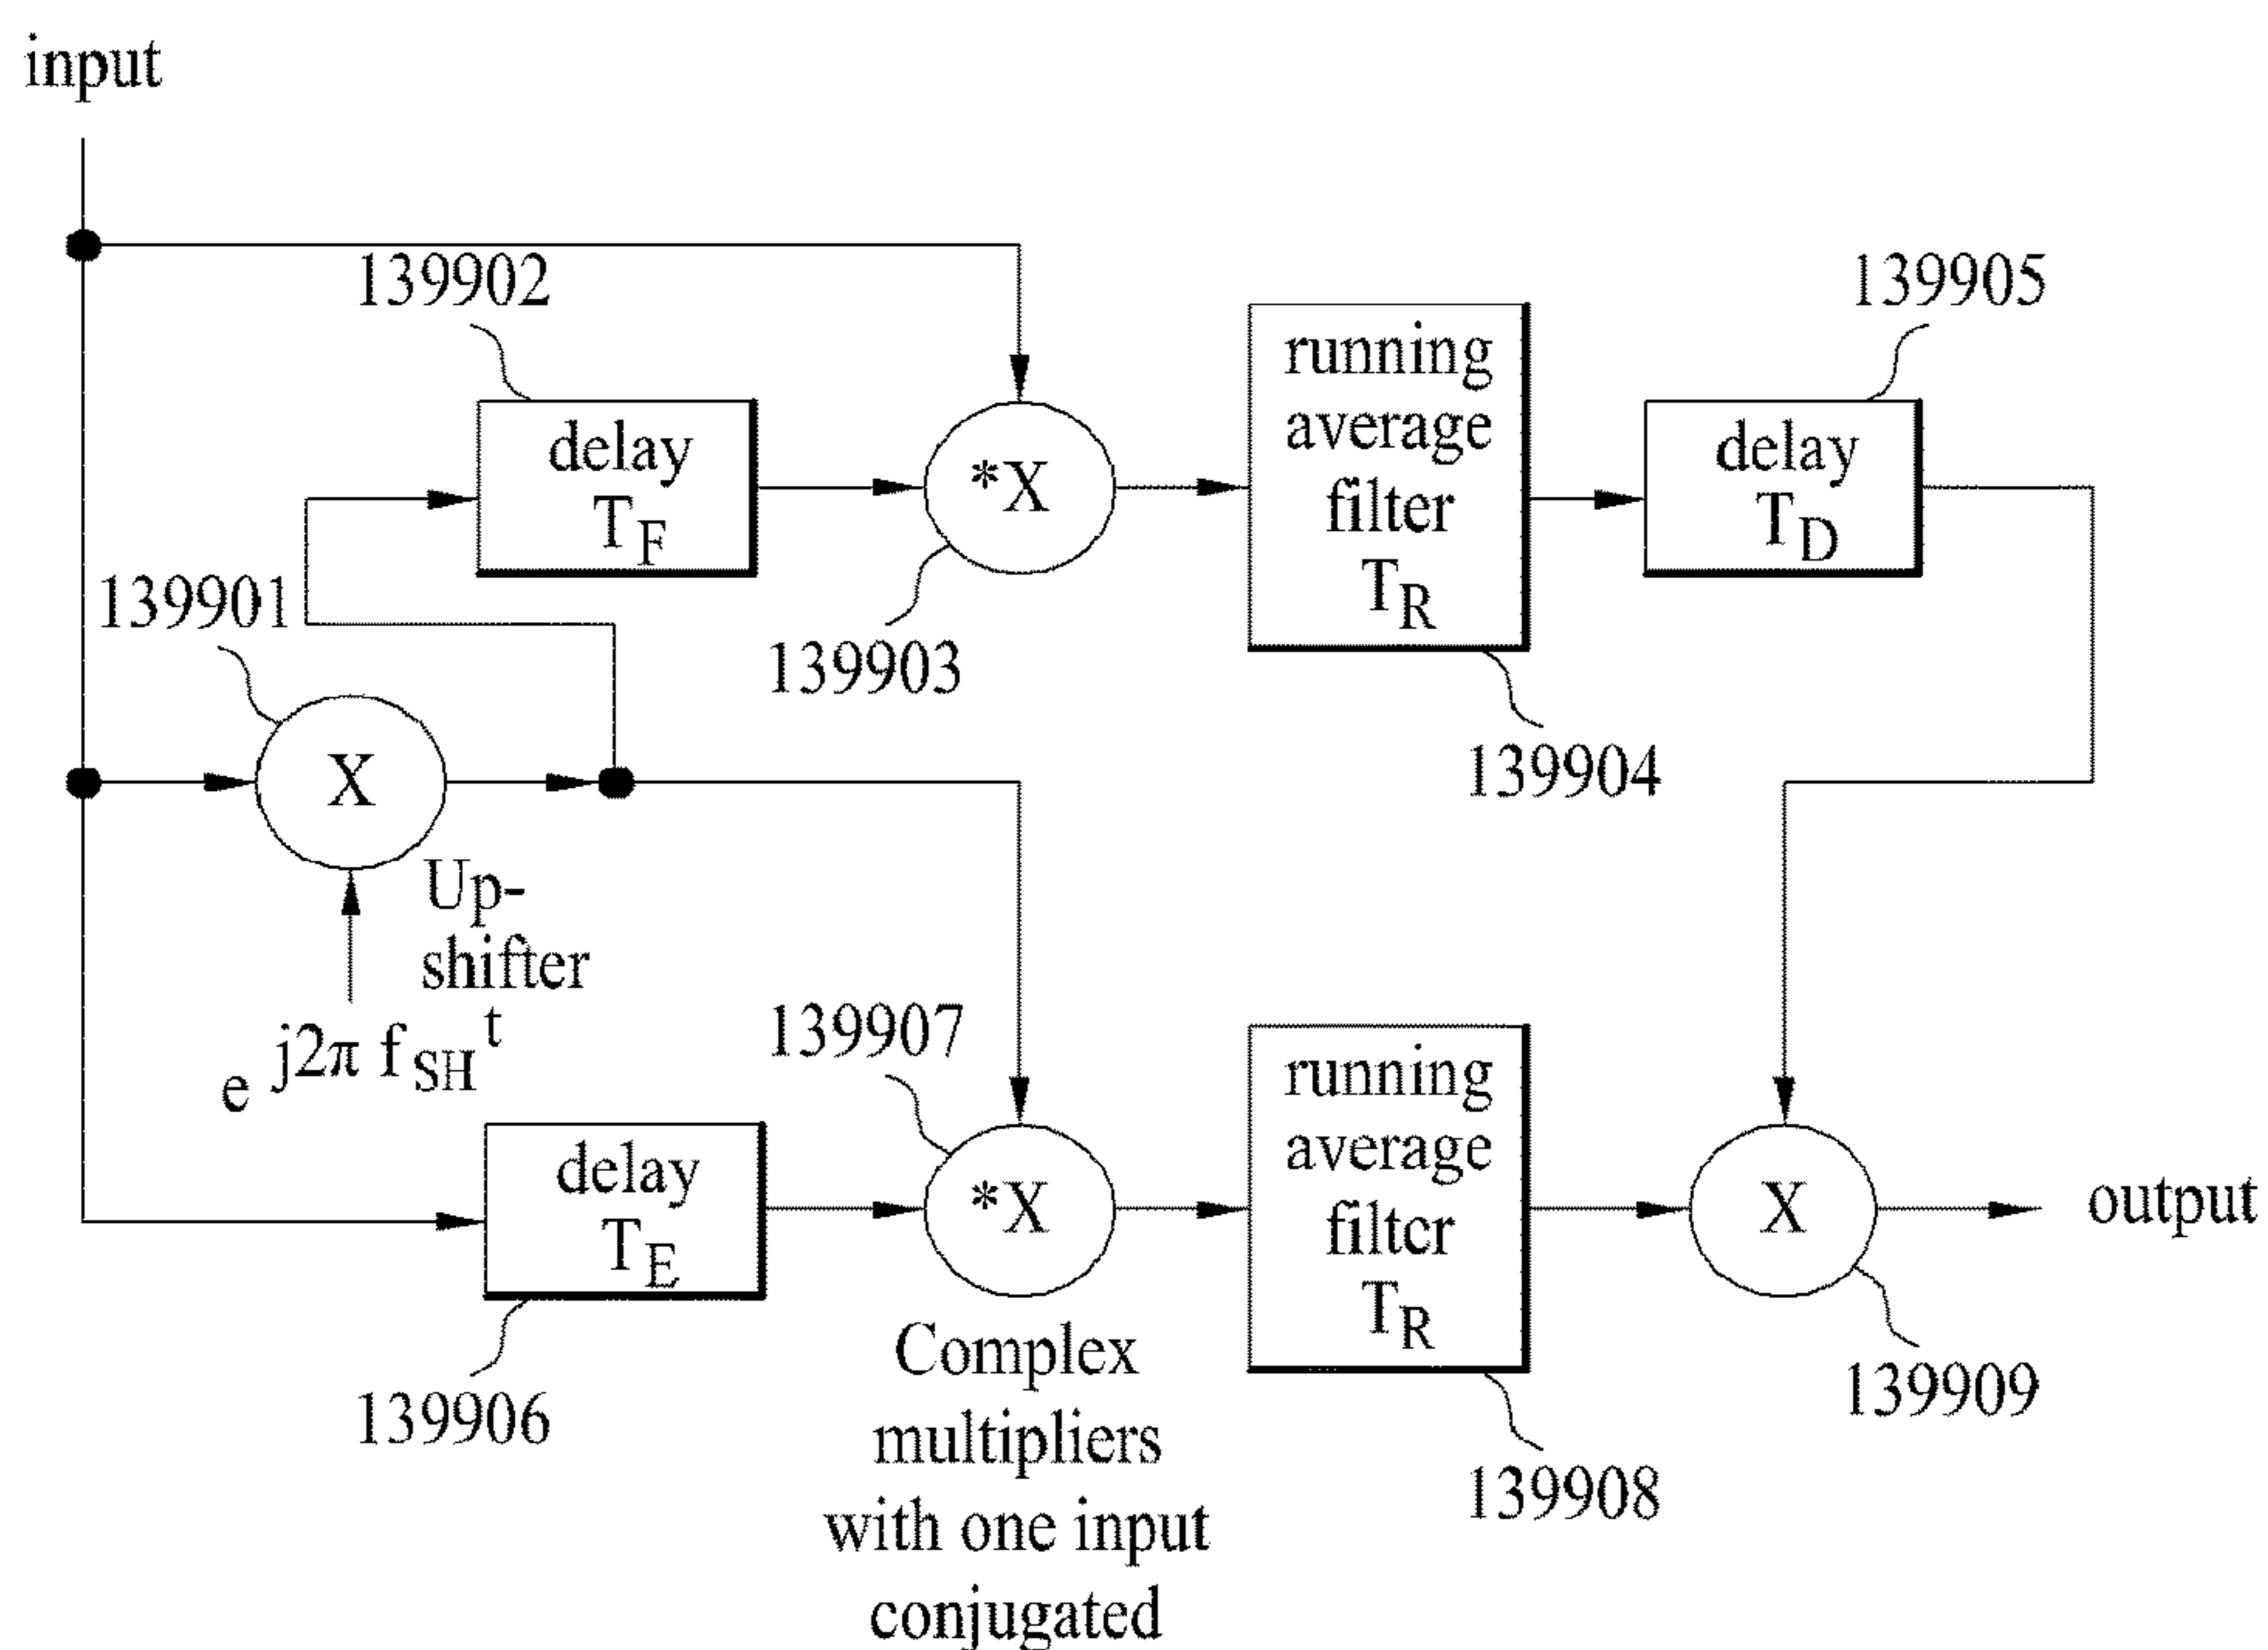 input
139902
139905
delay
T_F
*X
running
average
filter
T_R
delay
T_D
139901
139903
139904
X
Up-
shifter
e j2π f_SH t
139907
delay
T_E
*X
running
average
filter
T_R
X
output
139906
Complex
multipliers
with one input
conjugated
139908
139909